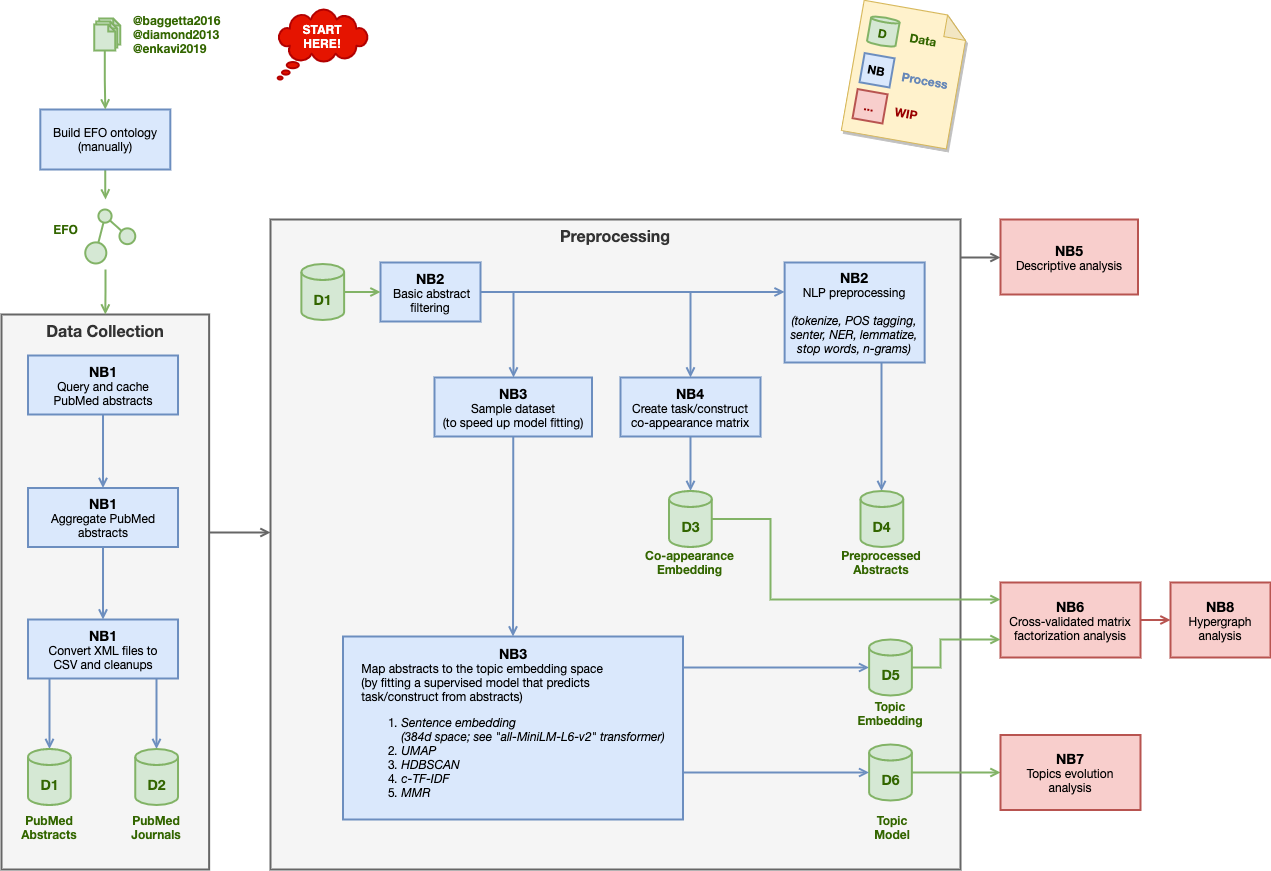 @baggetta2016
@diamond2013
@enkavi2019
START
HERE!
D
Data
NB
Process
...
WIP
Build EFO ontology
(manually)
EFO
Data Collection
NB1
Query and cache
PubMed abstracts
NB1
Aggregate PubMed
abstracts
NB1
Convert XML files to
CSV and cleanups
D1
PubMed
Abstracts
D2
PubMed
Journals
Preprocessing
D1
NB2
Basic abstract
filtering
NB2
NLP preprocessing
(tokenize, POS tagging,
senter, NER, lemmatize,
stop words, n-grams)
NB3
Sample dataset
(to speed up model fitting)
NB4
Create task/construct
co-appearance matrix
D3
Co-appearance
Embedding
D4
Preprocessed
Abstracts
NB3
Map abstracts to the topic embedding space
(by fitting a supervised model that predicts
task/construct from abstracts)
1. Sentence embedding
(384d space; see "all-MiniLM-L6-v2" transformer)
2. UMAP
3. HDBSCAN
4. c-TF-IDF
5. MMR
D5
Topic
Embedding
D6
Topic
Model
NB5
Descriptive analysis
NB6
Cross-validated matrix
factorization analysis
NB8
Hypergraph
analysis
NB7
Topics evolution
analysis